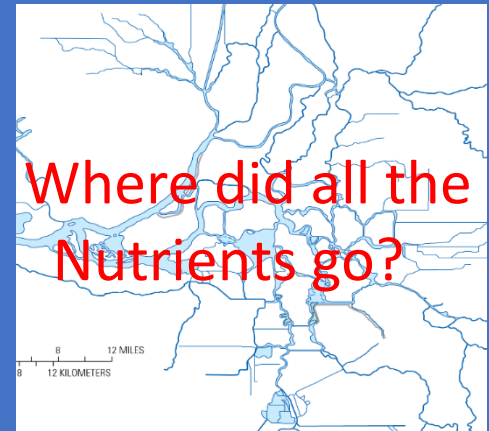 Where did all the
Nutrients go?
8 12 MILES
8 12 KILOMETERS